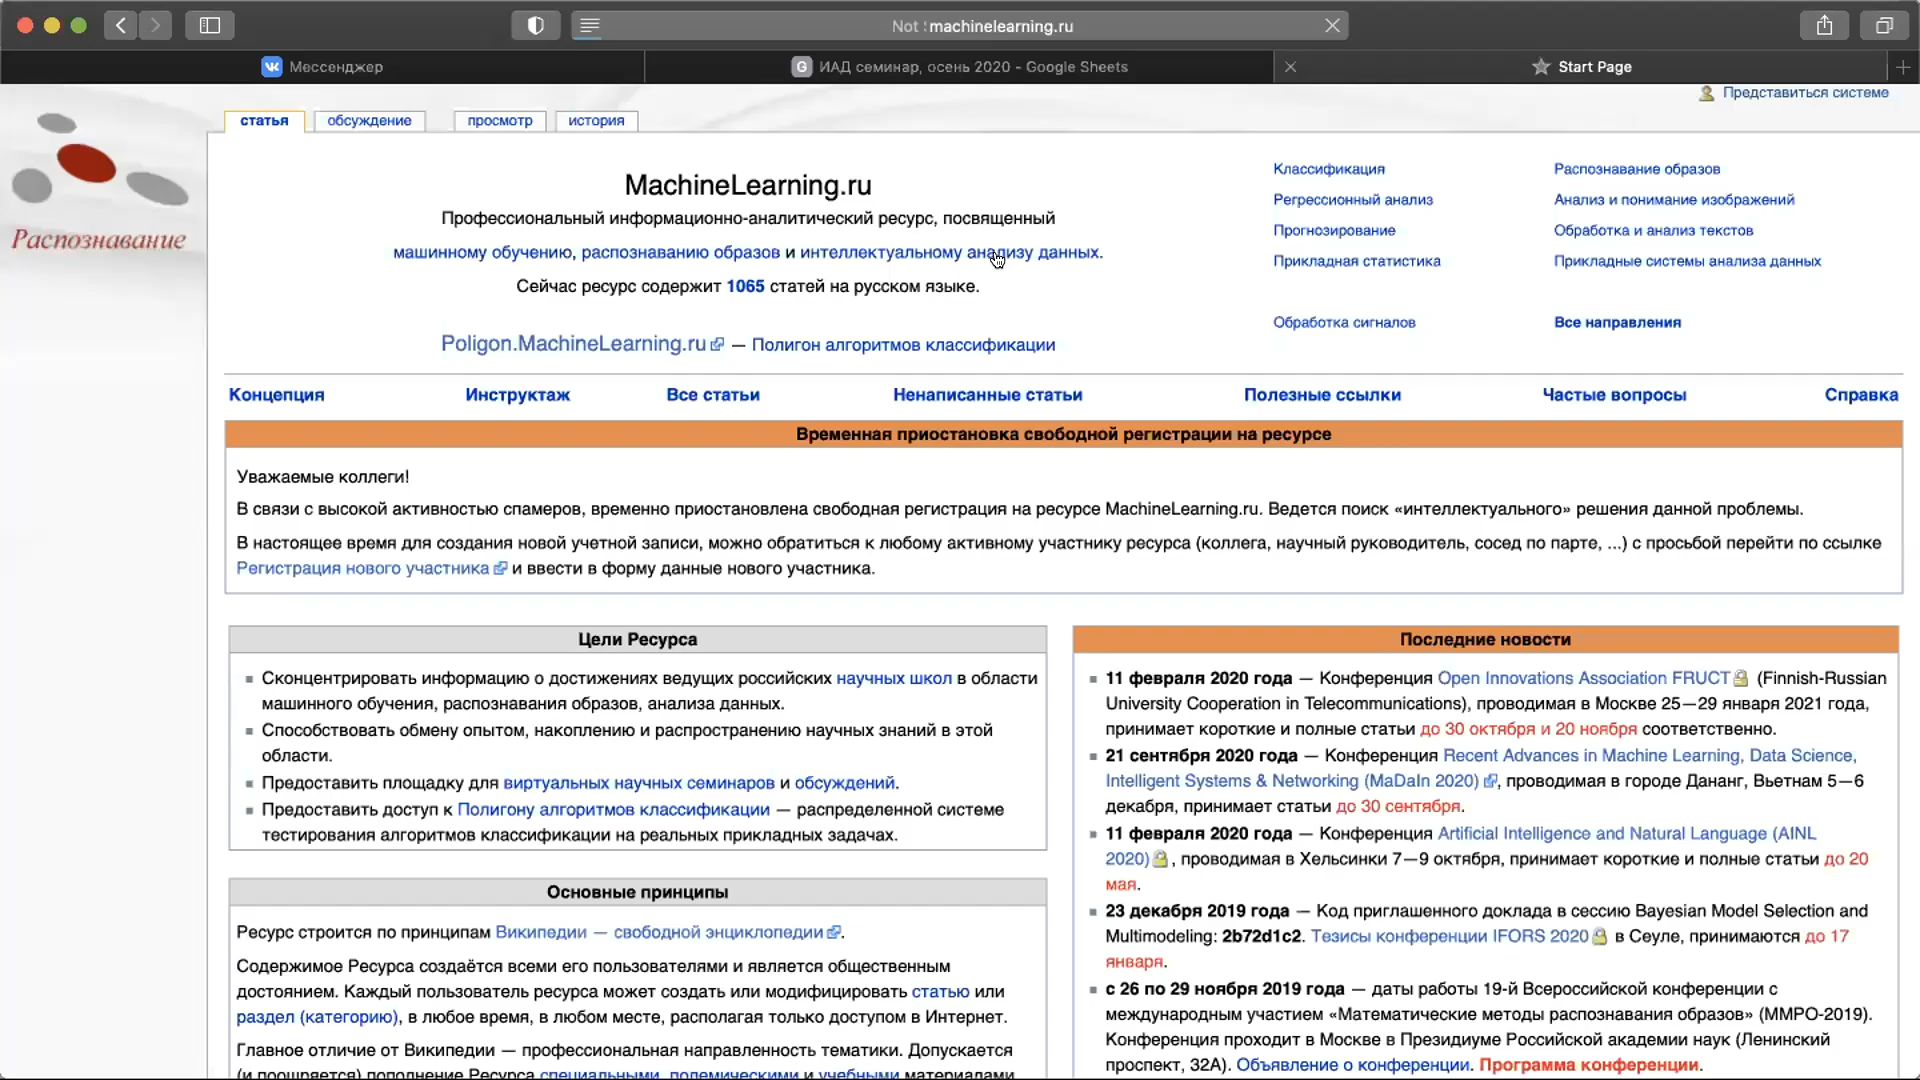 Not : machinelearning.ru
Мессенджер
ИАД семинар, осень 2020 - Google Sheets
Start Page
Представиться системе
статья
обсуждение
просмотр
история
Распознавание
MachineLearning.ru
Профессиональный информационно-аналитический ресурс, посвященный
машинному обучению, распознаванию образов и интеллектуальному анализу данных.
Сейчас ресурс содержит 1065 статей на русском языке.
Poligon.MachineLearning.ru — Полигон алгоритмов классификации
Классификация
Распознавание образов
Регрессионный анализ
Анализ и понимание изображений
Прогнозирование
Обработка и анализ текстов
Прикладная статистика
Прикладные системы анализа данных
Обработка сигналов
Все направления
Концепция
Инструктаж
Все статьи
Ненаписанные статьи
Полезные ссылки
Частые вопросы
Справка
Временная приостановка свободной регистрации на ресурсе
Уважаемые коллеги!
В связи с высокой активностью спамеров, временно приостановлена свободная регистрация на ресурсе MachineLearning.ru. Ведется поиск «интеллектуального» решения данной проблемы.
В настоящее время для создания новой учетной записи, можно обратиться к любому активному участнику ресурса (коллега, научный руководитель, сосед по парте, ...) с просьбой перейти по ссылке
Регистрация нового участника и ввести в форму данные нового участника.
Цели Ресурса
Сконцентрировать информацию о достижениях ведущих российских научных школ в области
машинного обучения, распознавания образов, анализа данных.
Способствовать обмену опытом, накоплению и распространению научных знаний в этой
области.
Предоставить площадку для виртуальных научных семинаров и обсуждений.
Предоставить доступ к Полигону алгоритмов классификации — распределенной системе
тестирования алгоритмов классификации на реальных прикладных задачах.
Основные принципы
Ресурс строится по принципам Википедии — свободной энциклопедии.
Содержимое Ресурса создаётся всеми его пользователями и является общественным
достоянием. Каждый пользователь ресурса может создать или модифицировать статью или
раздел (категорию), в любое время, в любом месте, располагая только доступом в Интернет.
Главное отличие от Википедии — профессиональная направленность тематики. Допускается
(и поощряется) пополнение Ресурса специальными, полемическими и учебными материалами
Последние новости
11 февраля 2020 года — Конференция Open Innovations Association FRUCT (Finnish-Russian
University Cooperation in Telecommunications), проводимая в Москве 25—29 января 2021 года,
принимает короткие и полные статьи до 30 октября и 20 ноября соответственно.
21 сентября 2020 года — Конференция Recent Advances in Machine Learning, Data Science,
Intelligent Systems & Networking (MaDaIn 2020) , проводимая в городе Дананг, Вьетнам 5—6
декабря, принимает статьи до 30 сентября.
11 февраля 2020 года — Конференция Artificial Intelligence and Natural Language (AINL
2020) , проводимая в Хельсинки 7—9 октября, принимает короткие и полные статьи до 20
мая.
23 декабря 2019 года — Код приглашенного доклада в сессию Bayesian Model Selection and
Multimodeling: 2b72d1c2. Тезисы конференции IFORS 2020 в Сеуле, принимаются до 17
января.
с 26 по 29 ноября 2019 года — даты работы 19-й Всероссийской конференции с
международным участием «Математические методы распознавания образов» (ММРО-2019).
Конференция проходит в Москве в Президиуме Российской академии наук (Ленинский
проспект, 32А). Объявления о конференции. Программа конференции.